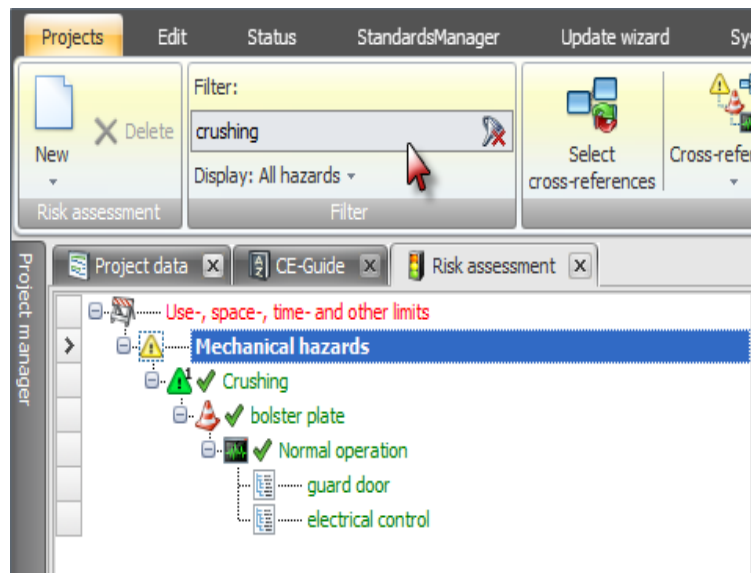 Projects Edit Status StandardsManager Update wizard
Filter:
crushing
New Delete
Display: All hazards
Select
cross-references
Risk assessment Filter
Project manager
Project data CE-Guide Risk assessment
Use-, space-, time- and other limits
Mechanical hazards
1
Crushing
bolster plate
Normal operation
guard door
electrical control